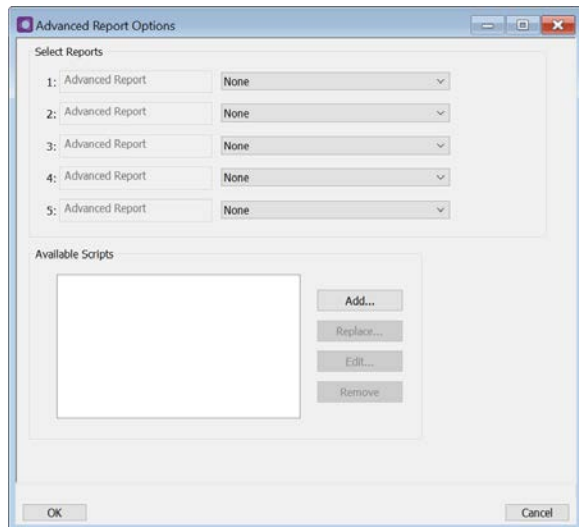 Advanced Report Options
Select Reports
1: Advanced Report None
2: Advanced Report None
3: Advanced Report None
4: Advanced Report None
5: Advanced Report None
Available Scripts
Add...
Replace...
Edit...
Remove
OK Cancel